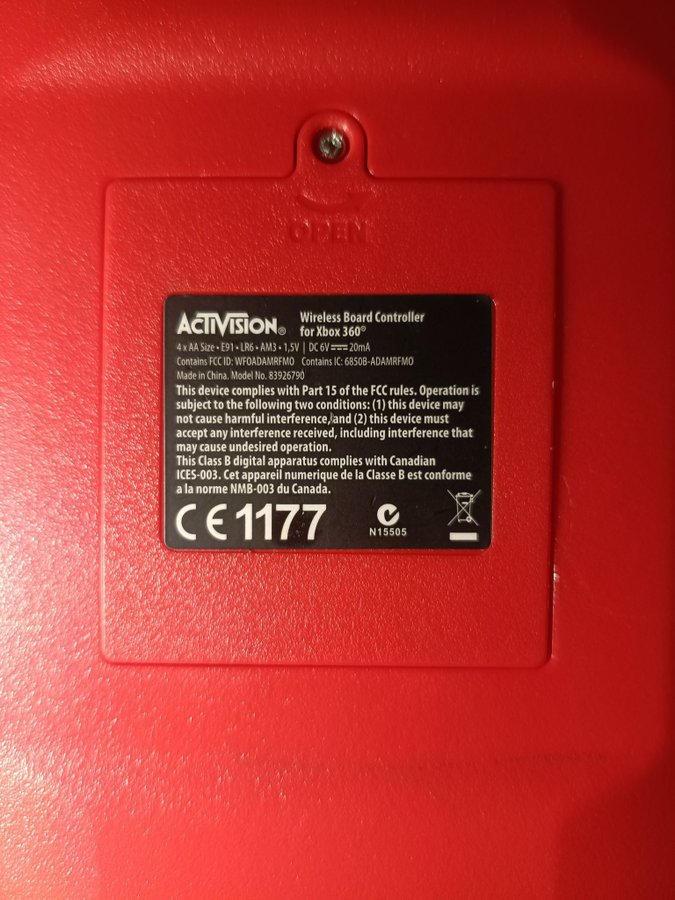 OPEN
ACTIVISION® Wireless Board Controller
for Xbox 360®
4 x AA Size • E91 • LR6 • AM3 • 1,5V | DC 6V ⎓ 20mA
Contains FCC ID: WFOADAMRFMO Contains IC: 6850B-ADAMRFMO
Made in China. Model No. 83926790
This device complies with Part 15 of the FCC rules. Operation is
subject to the following two conditions: (1) this device may
not cause harmful interference, and (2) this device must
accept any interference received, including interference that
may cause undesired operation.
This Class B digital apparatus complies with Canadian
ICES-003. Cet appareil numerique de la Classe B est conforme
a la norme NMB-003 du Canada.
CE1177
N15505